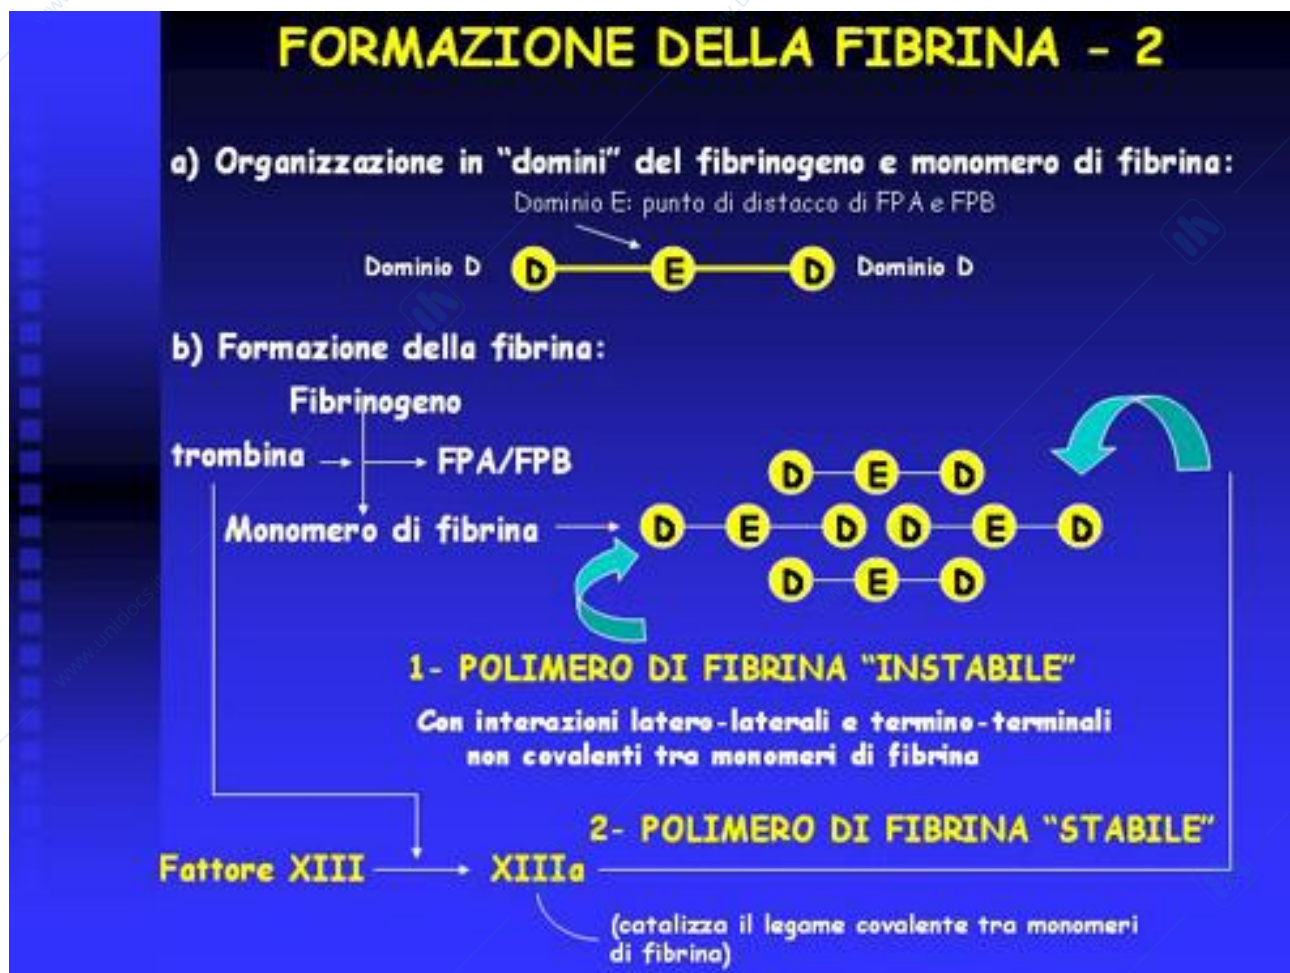 FORMAZIONE DELLA FIBRINA - 2
a) Organizzazione in “domini” del fibrinogeno e monomero di fibrina:
Dominio E: punto di distacco di FPA e FPB
Dominio D D E D Dominio D
b) Formazione della fibrina:
Fibrinogeno
trombina FPA/FPB
D E D
Monomero di fibrina D E D D E D
D E D
1- POLIMERO DI FIBRINA “INSTABILE”
Con interazioni latero-laterali e termino-terminali
non covalenti tra monomeri di fibrina
2- POLIMERO DI FIBRINA “STABILE”
Fattore XIII XIIIa
(catalizza il legame covalente tra monomeri
di fibrina)